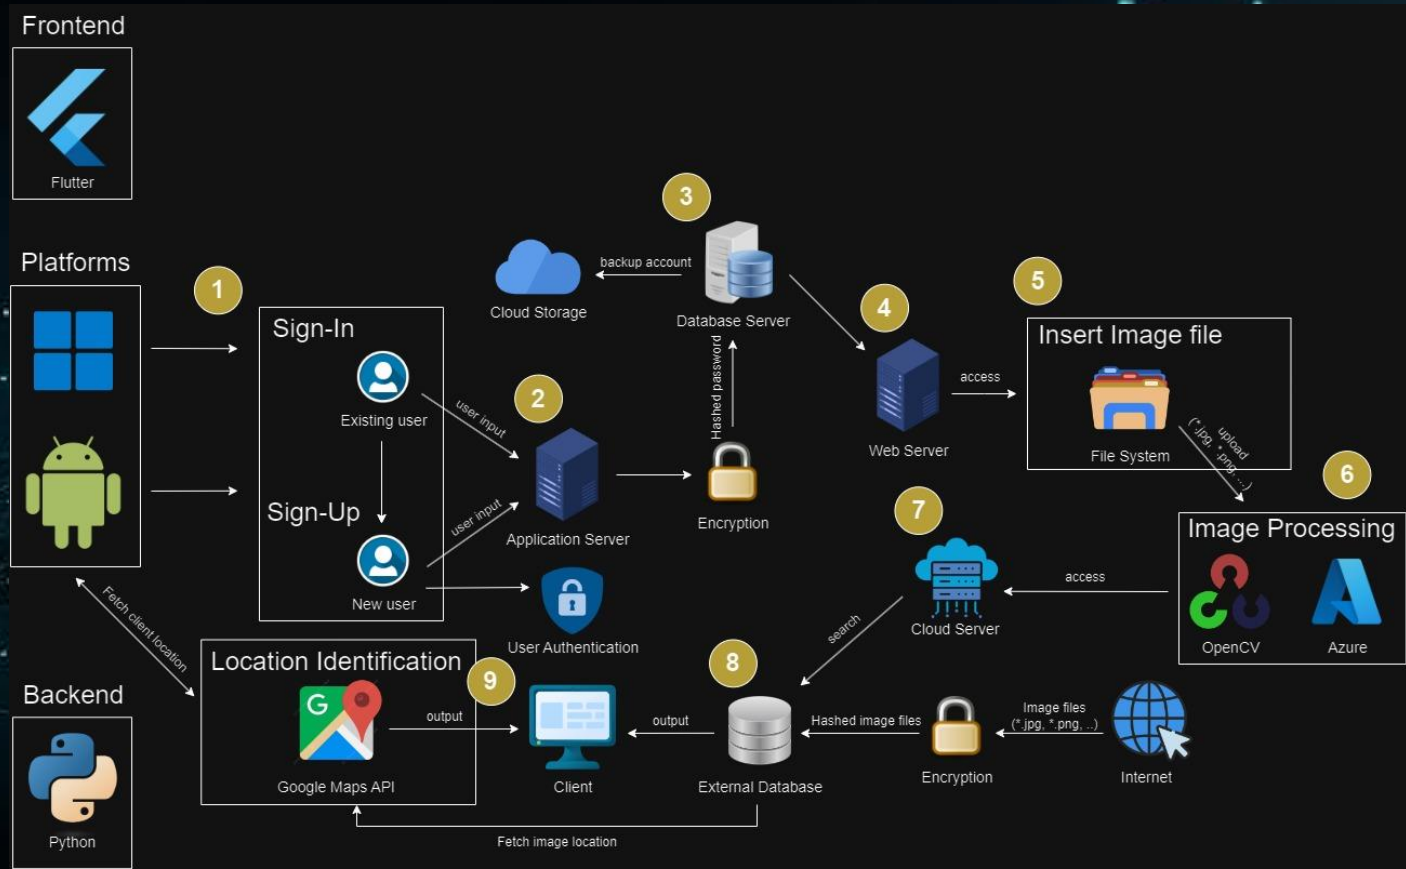 Frontend
Flutter
Platforms
1
Sign-In
Existing user
Sign-Up
New user
user input
user input
2
Application Server
User Authentication
Encryption
Hashed password
3
Database Server
backup account
Cloud Storage
4
Web Server
access
5
Insert Image file
File System
upload
(*.jpg, *.png, ...)
6
Image Processing
OpenCV
Azure
access
7
Cloud Server
search
8
External Database
Hashed image files
Encryption
Image files
(*.jpg, *.png, ..)
Internet
output
Client
9
output
Location Identification
G
Google Maps API
Fetch client location
Fetch image location
Backend
Python